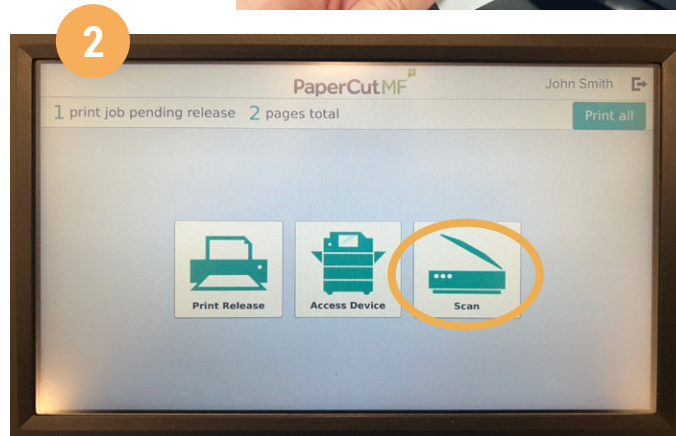 2
PaperCutMF
John Smith
1 print job pending release 2 pages total
Print all
Print Release
Access Device
Scan